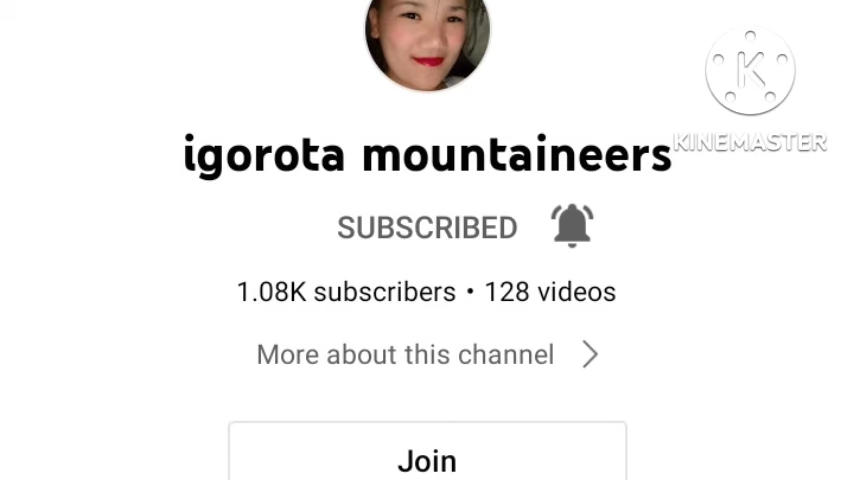 KINEMASTER
igorota mountaineers
SUBSCRIBED
1.08K subscribers • 128 videos
More about this channel
Join